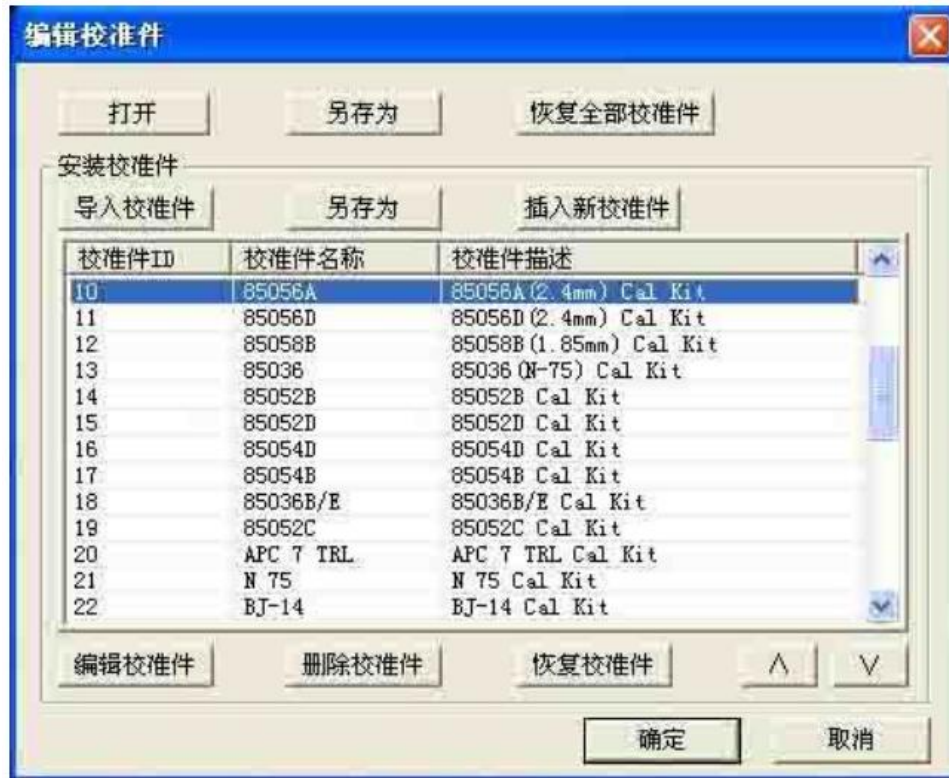 编辑校准件
打开 另存为 恢复全部校准件
安装校准件
导入校准件 另存为 插入新校准件
校准件ID 校准件名称 校准件描述
10 85056A 85056A(2.4mm) Cal Kit
11 85056D 85056D(2.4mm) Cal Kit
12 85058B 85058B(1.85mm) Cal Kit
13 85036 85036(N-75) Cal Kit
14 85052B 85052B Cal Kit
15 85052D 85052D Cal Kit
16 85054D 85054D Cal Kit
17 85054B 85054B Cal Kit
18 85036B/E 85036B/E Cal Kit
19 85052C 85052C Cal Kit
20 APC 7 TRL APC 7 TRL Cal Kit
21 N 75 N 75 Cal Kit
22 BJ-14 BJ-14 Cal Kit
编辑校准件 删除校准件 恢复校准件 ∧ ∨
确定 取消